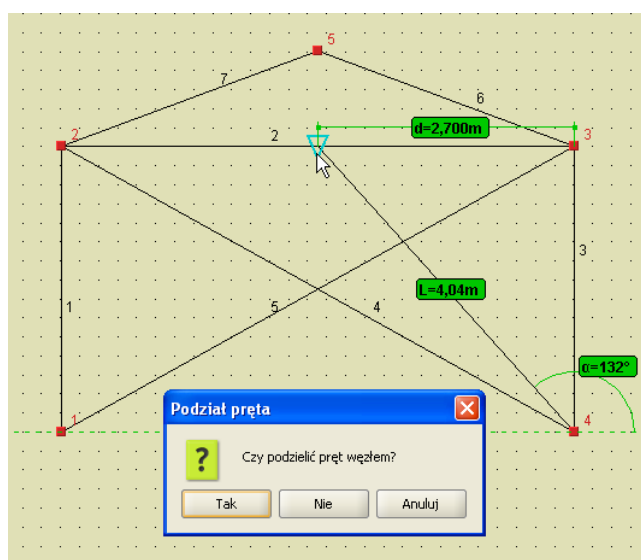 5
7
6
d=2,700m
2
2
3
3
L=4,04m
1
5
4
α=132°
1
4
Podział pręta
Czy podzielić pręt węzłem?
Tak
Nie
Anuluj